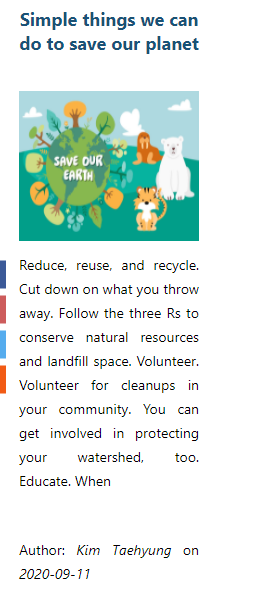 Simple things we can
do to save our planet
SAVE OUR
EARTH
Reduce, reuse, and recycle.
Cut down on what you throw
away. Follow the three Rs to
conserve natural resources
and landfill space. Volunteer.
Volunteer for cleanups in
your community. You can
get involved in protecting
your watershed, too.
Educate. When
Author: Kim Taehyung on
2020-09-11